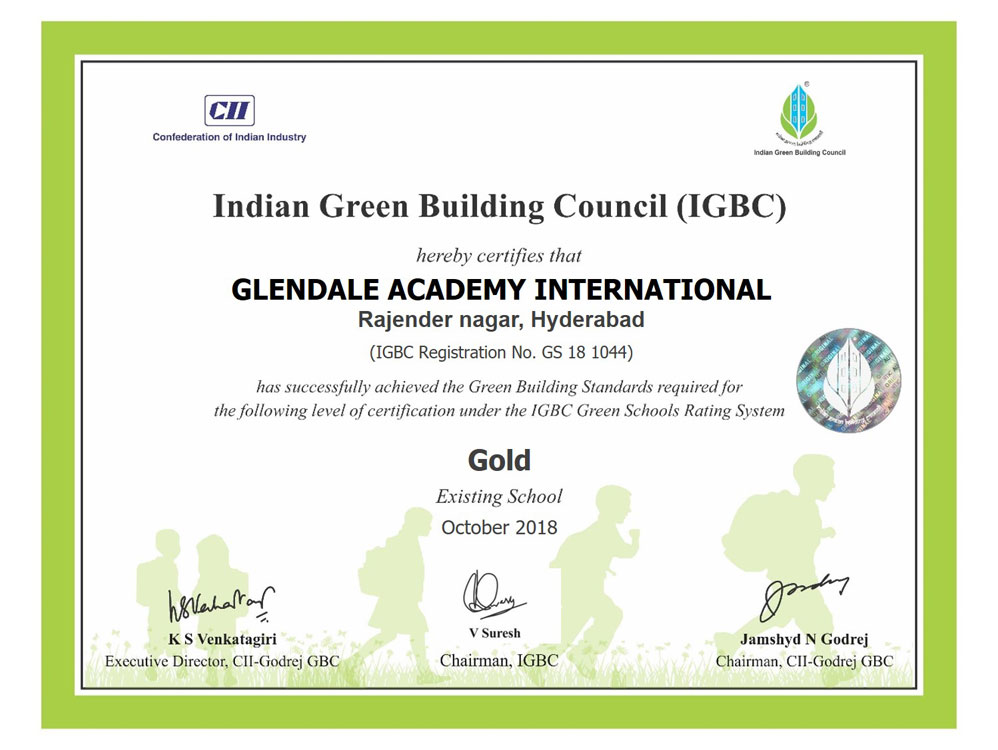 CII
Confederation of Indian Industry
Indian Green Building Council
Indian Green Building Council (IGBC)
hereby certifies that
GLENDALE ACADEMY INTERNATIONAL
Rajender nagar, Hyderabad
(IGBC Registration No. GS 18 1044)
has successfully achieved the Green Building Standards required for
the following level of certification under the IGBC Green Schools Rating System
Gold
Existing School
October 2018
K S Venkatagiri
Executive Director, CII-Godrej GBC
V Suresh
Chairman, IGBC
Jamshyd N Godrej
Chairman, CII-Godrej GBC